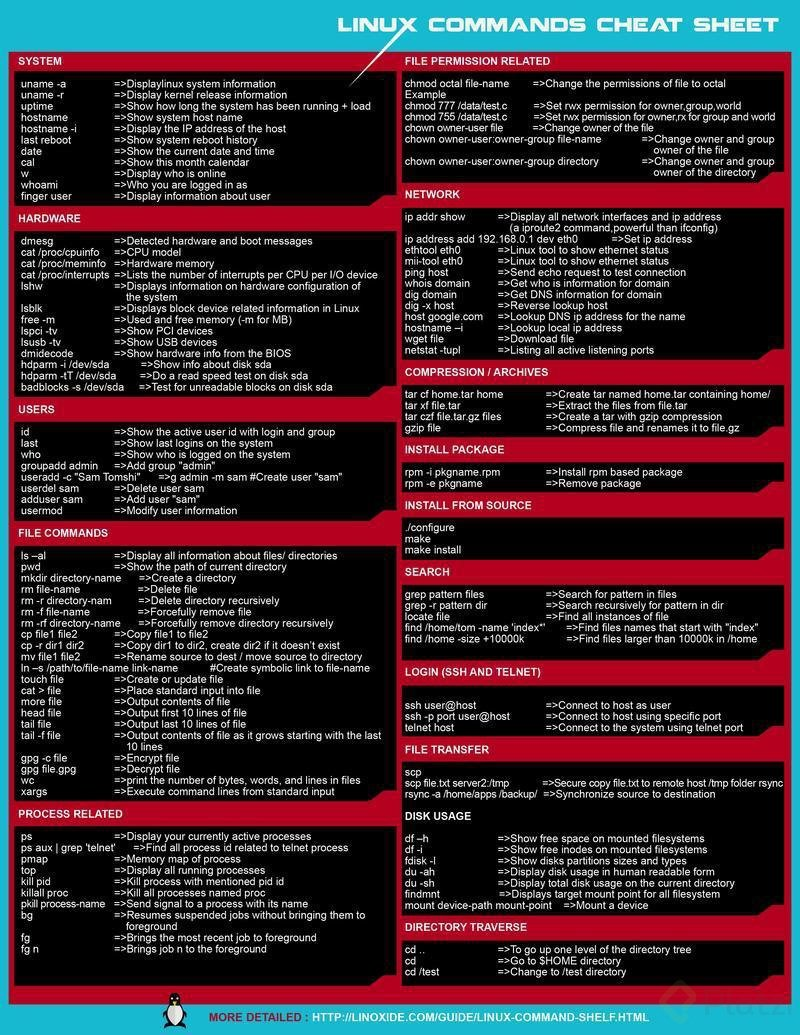 LINUX COMMANDS CHEAT SHEET
SYSTEM
uname -a =>Displaylinux system information
uname -r =>Display kernel release information
uptime =>Show how long the system has been running + load
hostname =>Show system host name
hostname -i =>Display the IP address of the host
last reboot =>Show system reboot history
date =>Show the current date and time
cal =>Show this month calendar
w =>Display who is online
whoami =>Who you are logged in as
finger user =>Display information about user
HARDWARE
dmesg =>Detected hardware and boot messages
cat /proc/cpuinfo =>CPU model
cat /proc/meminfo =>Hardware memory
cat /proc/interrupts =>Lists the number of interrupts per CPU per I/O device
lshw =>Displays information on hardware configuration of
the system
lsblk =>Displays block device related information in Linux
free -m =>Used and free memory (-m for MB)
lspci -tv =>Show PCI devices
lsusb -tv =>Show USB devices
dmidecode =>Show hardware info from the BIOS
hdparm -i /dev/sda =>Show info about disk sda
hdparm -tT /dev/sda =>Do a read speed test on disk sda
badblocks -s /dev/sda =>Test for unreadable blocks on disk sda
USERS
id =>Show the active user id with login and group
last =>Show last logins on the system
who =>Show who is logged on the system
groupadd admin =>Add group "admin"
useradd -c "Sam Tomshi" =>g admin -m sam #Create user "sam"
userdel sam =>Delete user sam
adduser sam =>Add user "sam"
usermod =>Modify user information
FILE COMMANDS
ls –al =>Display all information about files/ directories
pwd =>Show the path of current directory
mkdir directory-name =>Create a directory
rm file-name =>Delete file
rm -r directory-nam =>Delete directory recursively
rm -f file-name =>Forcefully remove file
rm -rf directory-name =>Forcefully remove directory recursively
cp file1 file2 =>Copy file1 to file2
cp -r dir1 dir2 =>Copy dir1 to dir2, create dir2 if it doesn't exist
mv file1 file2 =>Rename source to dest / move source to directory
ln –s /path/to/file-name link-name #Create symbolic link to file-name
touch file =>Create or update file
cat > file =>Place standard input into file
more file =>Output contents of file
head file =>Output first 10 lines of file
tail file =>Output last 10 lines of file
tail -f file =>Output contents of file as it grows starting with the last
10 lines
gpg -c file =>Encrypt file
gpg file.gpg =>Decrypt file
wc =>print the number of bytes, words, and lines in files
xargs =>Execute command lines from standard input
PROCESS RELATED
ps =>Display your currently active processes
ps aux | grep 'telnet' =>Find all process id related to telnet process
pmap =>Memory map of process
top =>Display all running processes
kill pid =>Kill process with mentioned pid id
killall proc =>Kill all processes named proc
pkill process-name =>Send signal to a process with its name
bg =>Resumes suspended jobs without bringing them to
foreground
fg =>Brings the most recent job to foreground
fg n =>Brings job n to the foreground
FILE PERMISSION RELATED
chmod octal file-name =>Change the permissions of file to octal
Example
chmod 777 /data/test.c =>Set rwx permission for owner,group,world
chmod 755 /data/test.c =>Set rwx permission for owner,rx for group and world
chown owner-user file =>Change owner of the file
chown owner-user:owner-group file-name =>Change owner and group
owner of the file
chown owner-user:owner-group directory =>Change owner and group
owner of the directory
NETWORK
ip addr show =>Display all network interfaces and ip address
(a iproute2 command,powerful than ifconfig)
ip address add 192.168.0.1 dev eth0 =>Set ip address
ethtool eth0 =>Linux tool to show ethernet status
mii-tool eth0 =>Linux tool to show ethernet status
ping host =>Send echo request to test connection
whois domain =>Get who is information for domain
dig domain =>Get DNS information for domain
dig -x host =>Reverse lookup host
host google.com =>Lookup DNS ip address for the name
hostname –i =>Lookup local ip address
wget file =>Download file
netstat -tupl =>Listing all active listening ports
COMPRESSION / ARCHIVES
tar cf home.tar home =>Create tar named home.tar containing home/
tar xf file.tar =>Extract the files from file.tar
tar czf file.tar.gz files =>Create a tar with gzip compression
gzip file =>Compress file and renames it to file.gz
INSTALL PACKAGE
rpm -i pkgname.rpm =>Install rpm based package
rpm -e pkgname =>Remove package
INSTALL FROM SOURCE
./configure
make
make install
SEARCH
grep pattern files =>Search for pattern in files
grep -r pattern dir =>Search recursively for pattern in dir
locate file =>Find all instances of file
find /home/tom -name 'index*' =>Find files names that start with "index"
find /home -size +10000k =>Find files larger than 10000k in /home
LOGIN (SSH AND TELNET)
ssh user@host =>Connect to host as user
ssh -p port user@host =>Connect to host using specific port
telnet host =>Connect to the system using telnet port
FILE TRANSFER
scp
scp file.txt server2:/tmp =>Secure copy file.txt to remote host /tmp folder rsync
rsync -a /home/apps /backup/ =>Synchronize source to destination
DISK USAGE
df –h =>Show free space on mounted filesystems
df -i =>Show free inodes on mounted filesystems
fdisk -l =>Show disks partitions sizes and types
du -ah =>Display disk usage in human readable form
du -sh =>Display total disk usage on the current directory
findmnt =>Displays target mount point for all filesystem
mount device-path mount-point =>Mount a device
DIRECTORY TRAVERSE
cd .. =>To go up one level of the directory tree
cd =>Go to $HOME directory
cd /test =>Change to /test directory
MORE DETAILED : HTTP://LINOXIDE.COM/GUIDE/LINUX-COMMAND-SHELF.HTML
Platzi